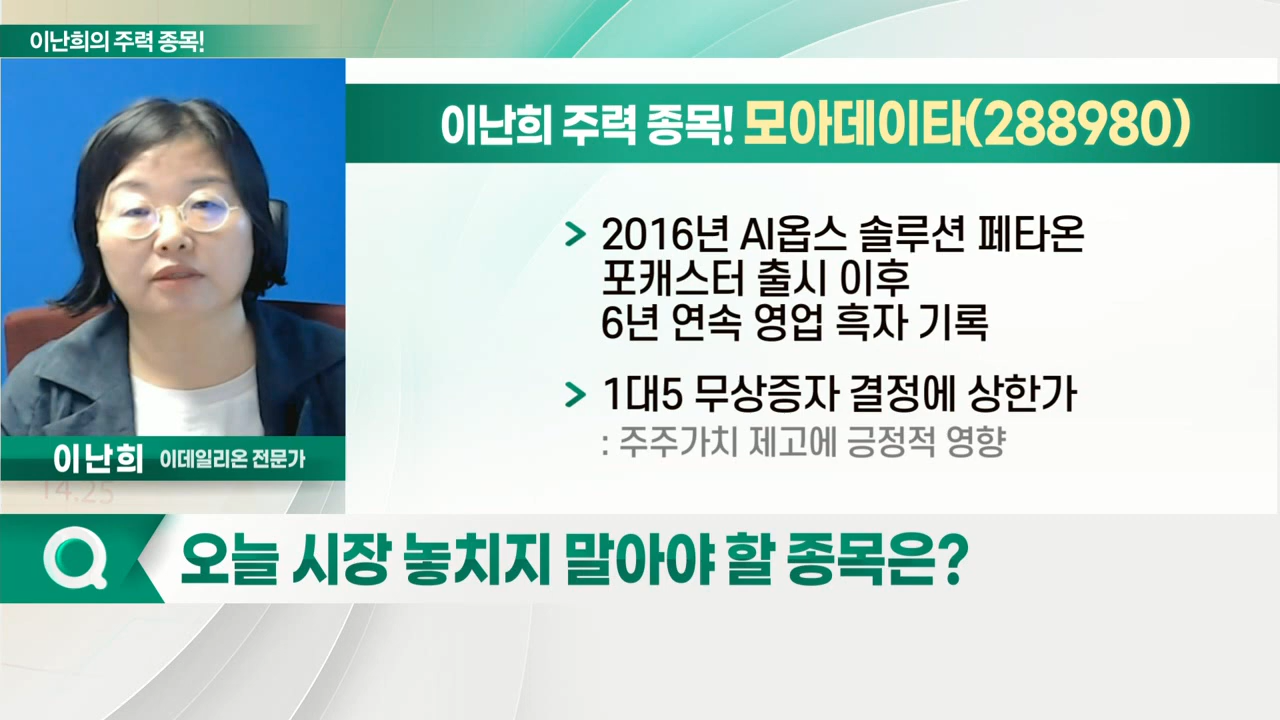 이난희의 주력 종목!
이난희 주력 종목! 모아데이타(288980)
2016년 AI옵스 솔루션 페타온
포캐스터 출시 이후
6년 연속 영업 흑자 기록
1대5 무상증자 결정에 상한가
: 주주가치 제고에 긍정적 영향
이난희 이데일리온 전문가
14:25
오늘 시장 놓치지 말아야 할 종목은?